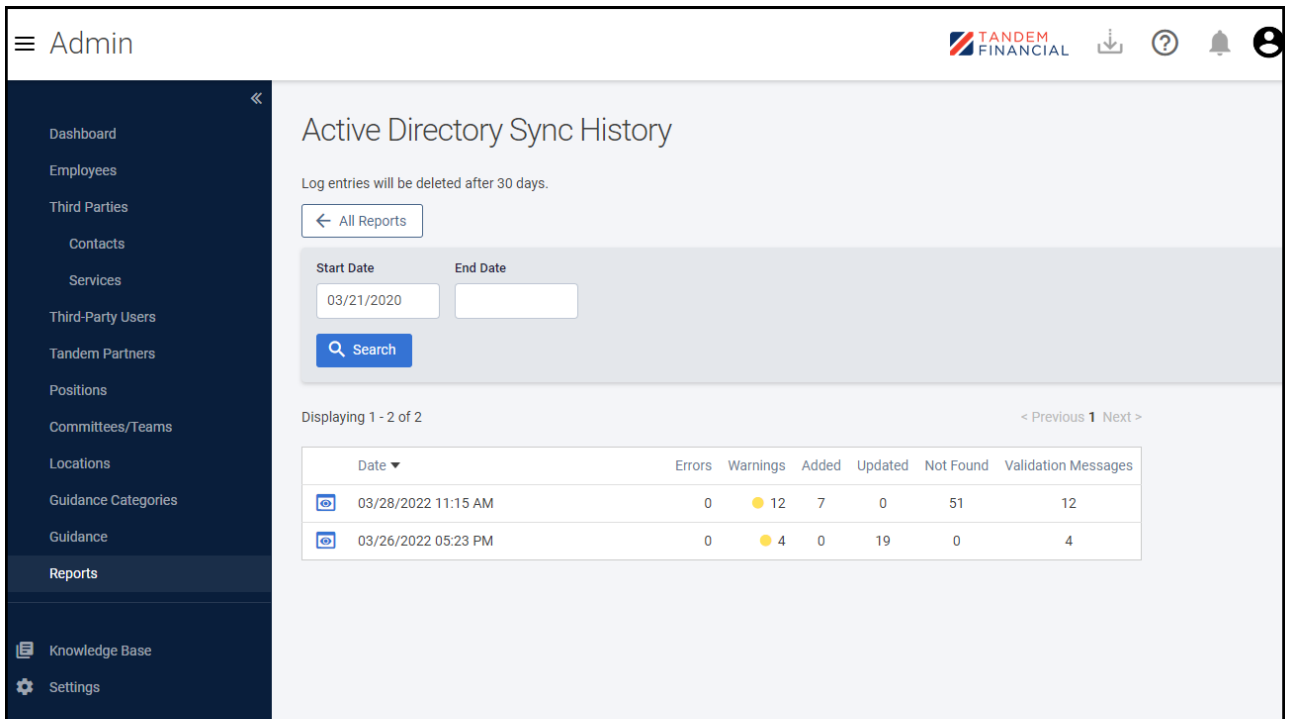 Admin
TANDEM
FINANCIAL
Dashboard
Employees
Third Parties
Contacts
Services
Third-Party Users
Tandem Partners
Positions
Committees/Teams
Locations
Guidance Categories
Guidance
Reports
Knowledge Base
Settings
Active Directory Sync History
Log entries will be deleted after 30 days.
All Reports
Start Date End Date
03/21/2020
Search
Displaying 1 - 2 of 2 < Previous 1 Next >
Date Errors Warnings Added Updated Not Found Validation Messages
03/28/2022 11:15 AM 0 12 7 0 51 12
03/26/2022 05:23 PM 0 4 0 19 0 4